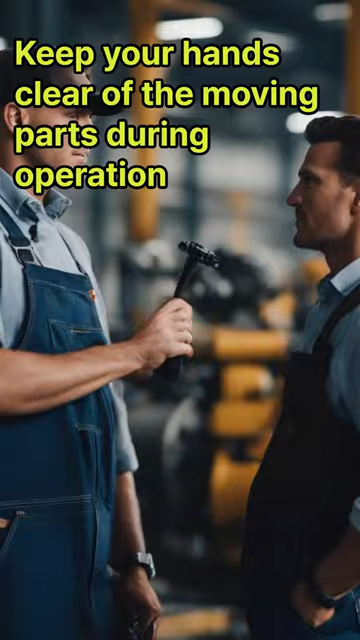 Keep your hands
clear of the moving
parts during
operation